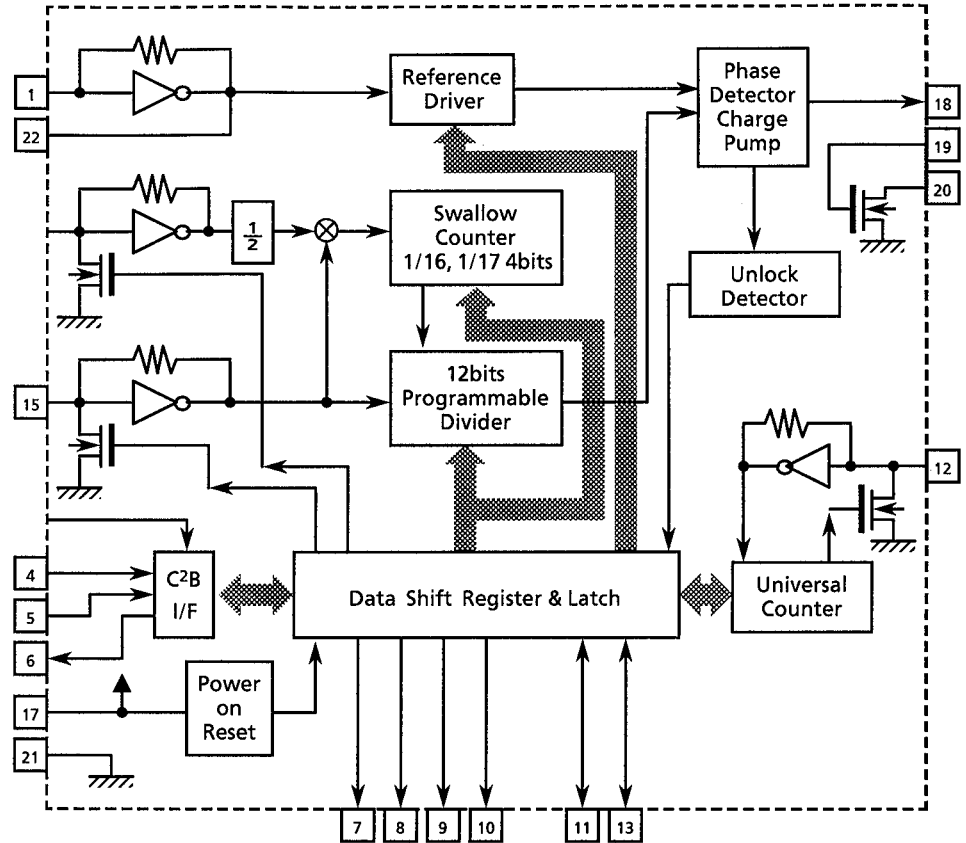 1
22
Reference
Driver
Phase
Detector
Charge
Pump
18
19
20
1
2
Swallow
Counter
1/16, 1/17 4bits
Unlock
Detector
15
12bits
Programmable
Divider
12
4
5
6
C²B
I/F
Data Shift Register & Latch
Universal
Counter
17
21
Power
on
Reset
7
8
9
10
11
13